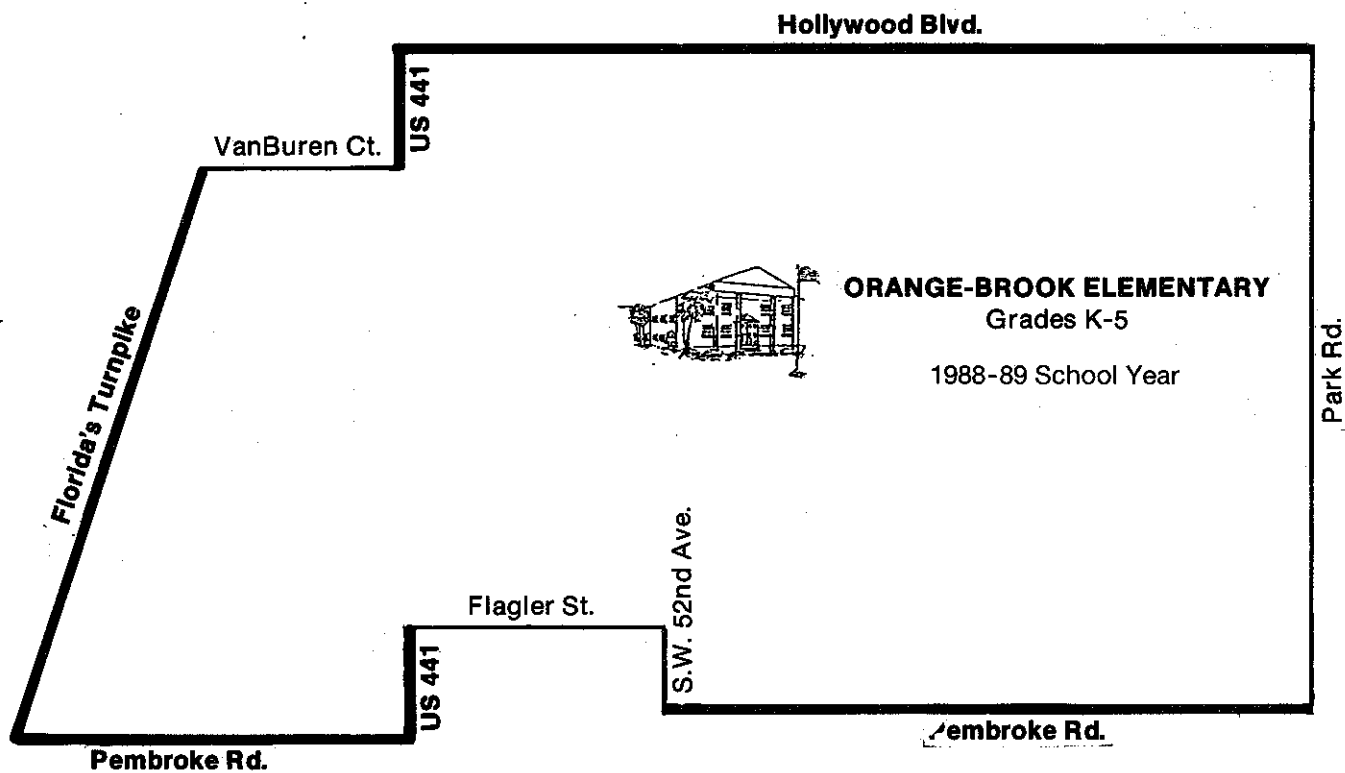 Hollywood Blvd.
US 441
VanBuren Ct.
ORANGE-BROOK ELEMENTARY
Grades K-5
1988-89 School Year
Park Rd.
Florida's Turnpike
S.W. 52nd Ave.
Flagler St.
US 441
Pembroke Rd.
Pembroke Rd.